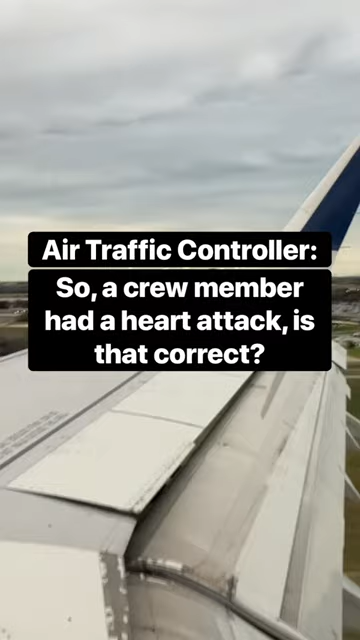 Air Traffic Controller:
So, a crew member
had a heart attack, is
that correct?